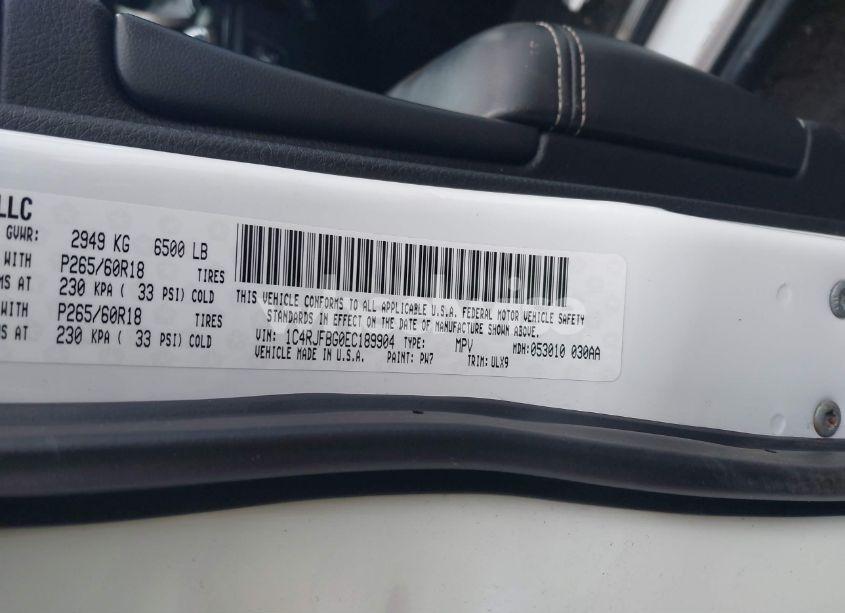 LLC
GVWR: 2949 KG 6500 LB
WITH P265/60R18 TIRES
MS AT 230 KPA ( 33 PSI) COLD
WITH P265/60R18 TIRES
MS AT 230 KPA ( 33 PSI) COLD
THIS VEHICLE CONFORMS TO ALL APPLICABLE U.S.A. FEDERAL MOTOR VEHICLE SAFETY
STANDARDS IN EFFECT ON THE DATE OF MANUFACTURE SHOWN ABOVE.
VIN: 1C4RJFBG0EC189904 TYPE: MPV MDH:053010 030AA
VEHICLE MADE IN U.S.A. PAINT: PW7 TRIM: ULX9